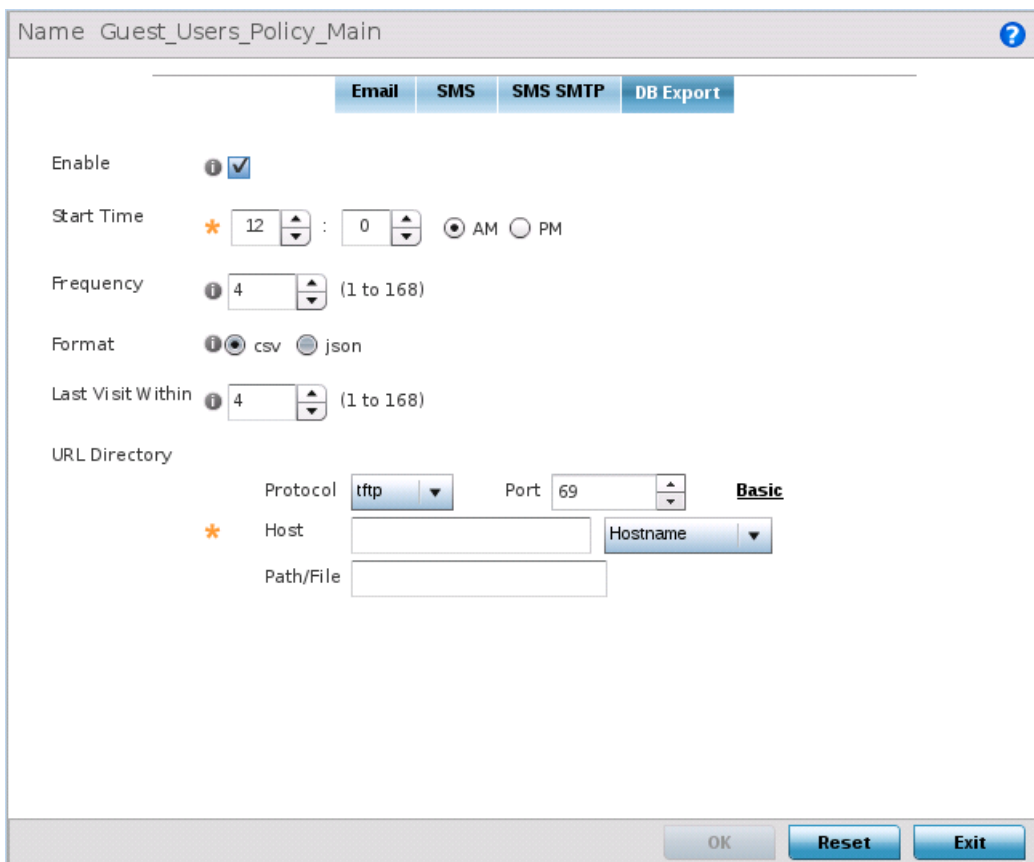 Name Guest_Users_Policy_Main ?
Email SMS SMS SMTP DB Export
Enable
Start Time * 12 : 0 AM PM
Frequency 4 (1 to 168)
Format csv json
Last Visit Within 4 (1 to 168)
URL Directory
Protocol tftp Port 69 Basic
* Host Hostname
Path/File
OK Reset Exit